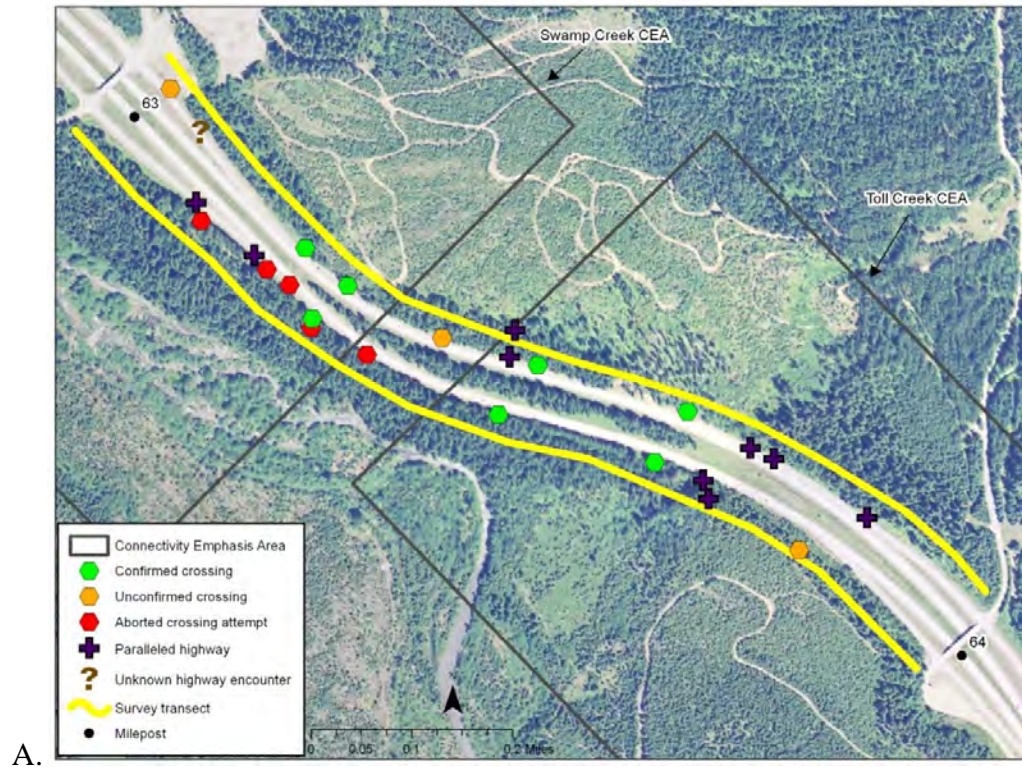 Swamp Creek CEA
63
?
Toll Creek CEA
Connectivity Emphasis Area
Confirmed crossing
Unconfirmed crossing
Aborted crossing attempt
Paralleled highway
? Unknown highway encounter
Survey transect
Milepost
64
0 0.05 0.1 0.2 Miles
A.